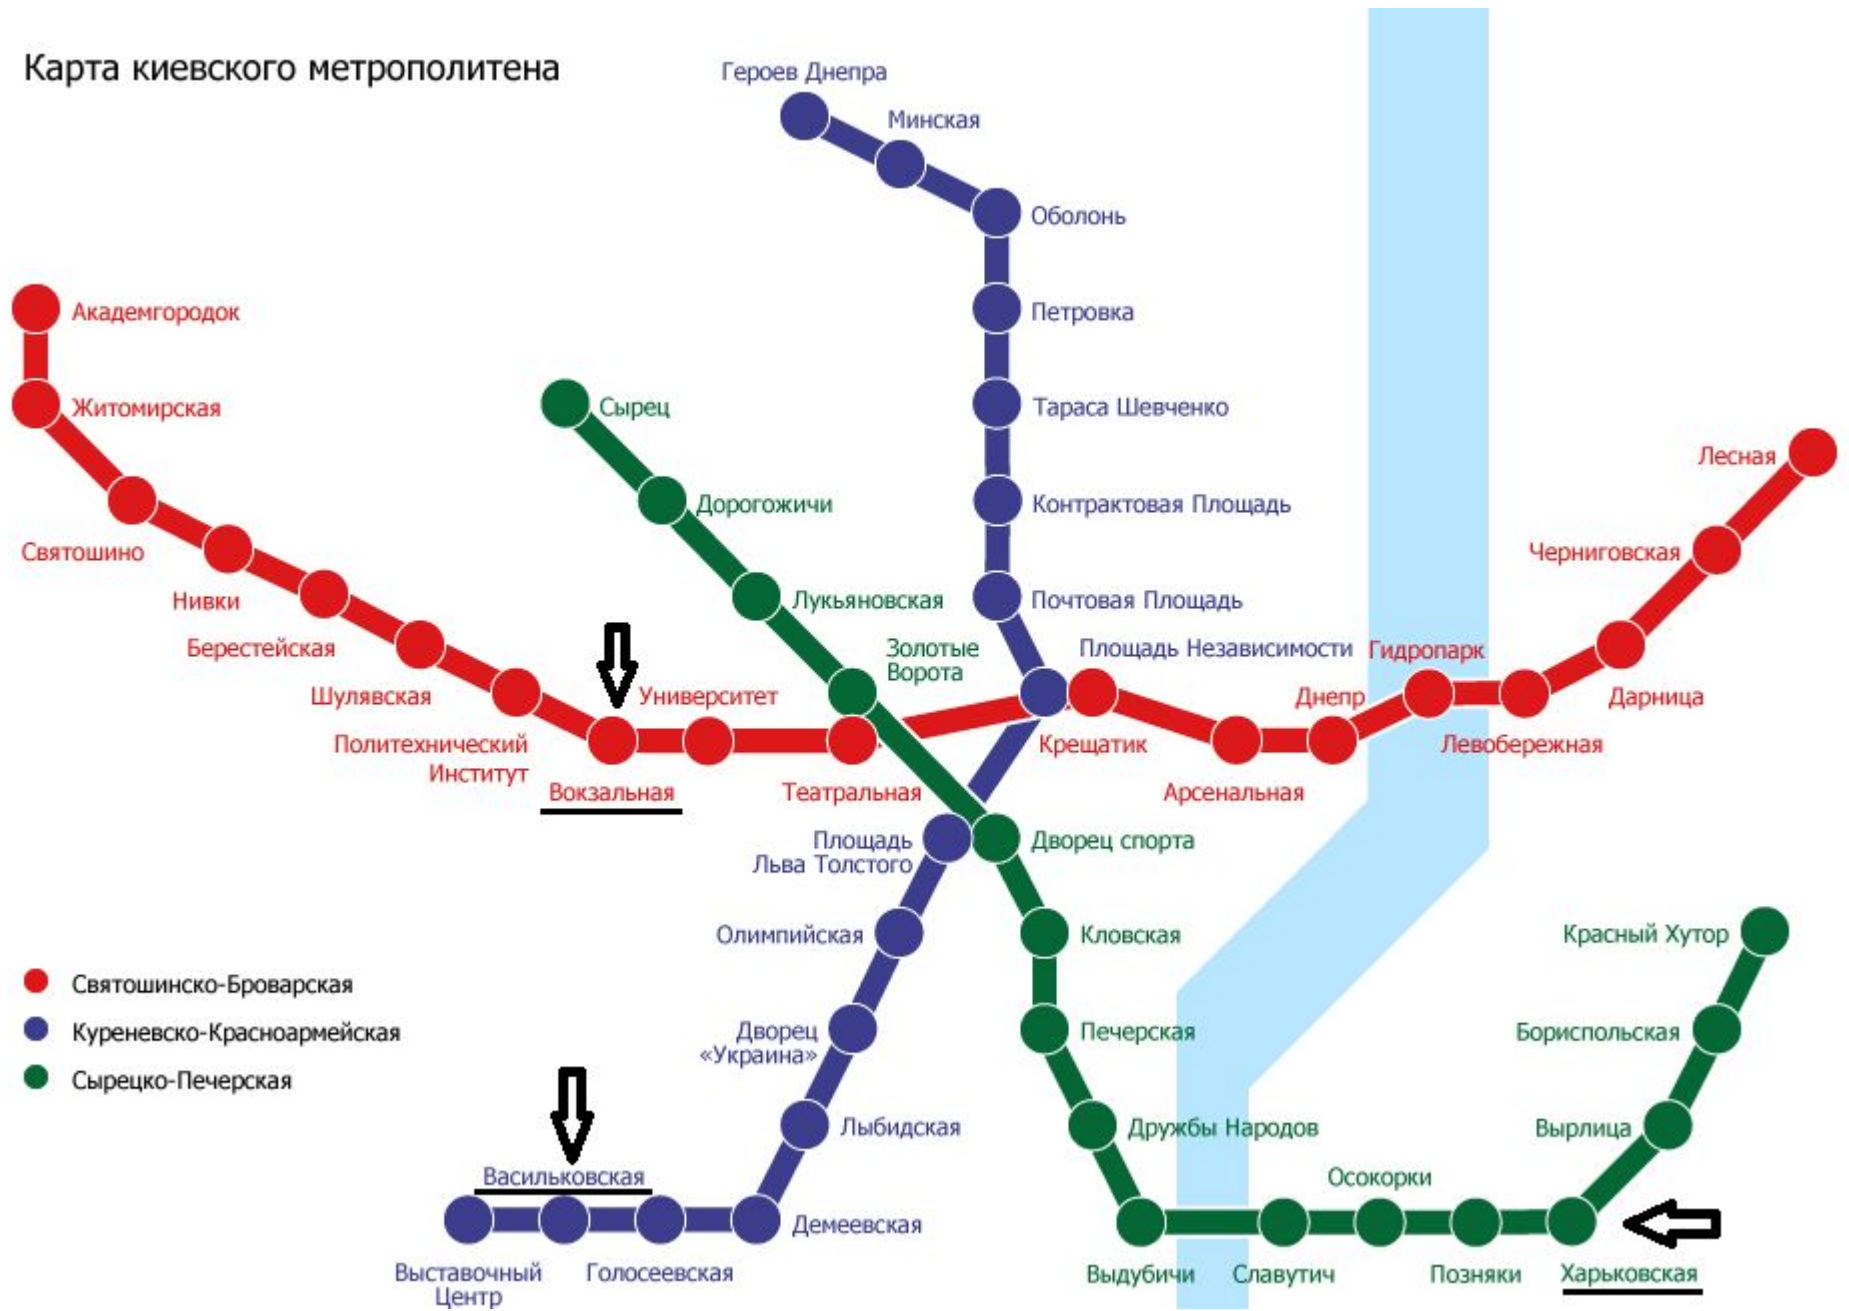 Карта киевского метрополитена
Героев Днепра
Минская
Оболонь
Петровка
Тараса Шевченко
Контрактовая Площадь
Почтовая Площадь
Площадь Независимости
Академгородок
Житомирская
Святошино
Нивки
Берестейская
Шулявская
Политехнический
Институт
Вокзальная
Университет
Театральная
Крещатик
Арсенальная
Днепр
Гидропарк
Левобережная
Дарница
Черниговская
Лесная
Сырец
Дорогожичи
Лукьяновская
Золотые
Ворота
Дворец спорта
Кловская
Печерская
Дружбы Народов
Выдубичи
Славутич
Осокорки
Позняки
Харьковская
Вырлица
Бориспольская
Красный Хутор
Площадь
Льва Толстого
Олимпийская
Дворец
«Украина»
Лыбидская
Демеевская
Голосеевская
Васильковская
Выставочный
Центр
Святошинско-Броварская
Куреневско-Красноармейская
Сырецко-Печерская